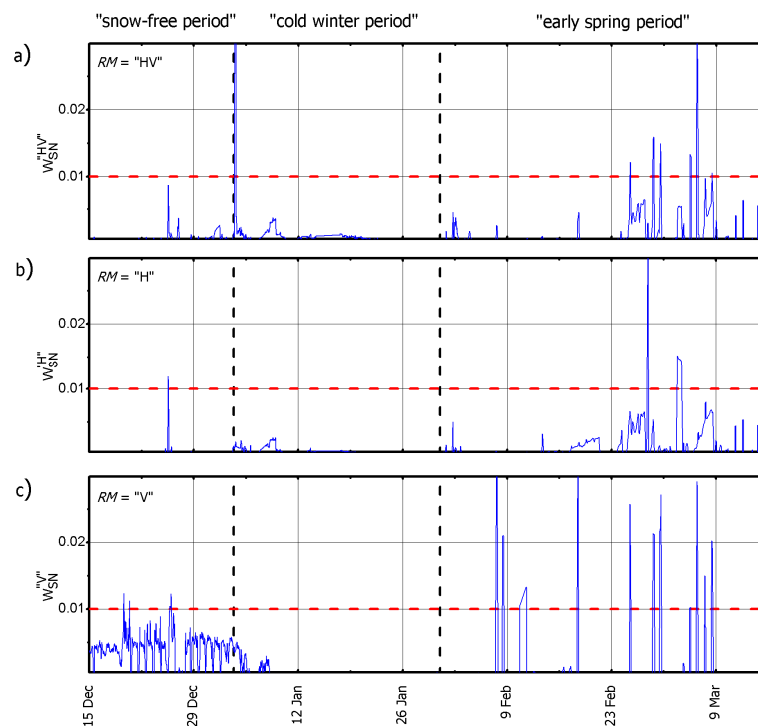 "snow-free period" "cold winter period" "early spring period"
a)
RM = "HV"
0.02
0.01
W"HV"SN
b)
RM = "H"
0.02
0.01
W'H"SN
c)
RM = "V"
0.02
0.01
W"V"SN
15 Dec
29 Dec
12 Jan
26 Jan
9 Feb
23 Feb
9 Mar